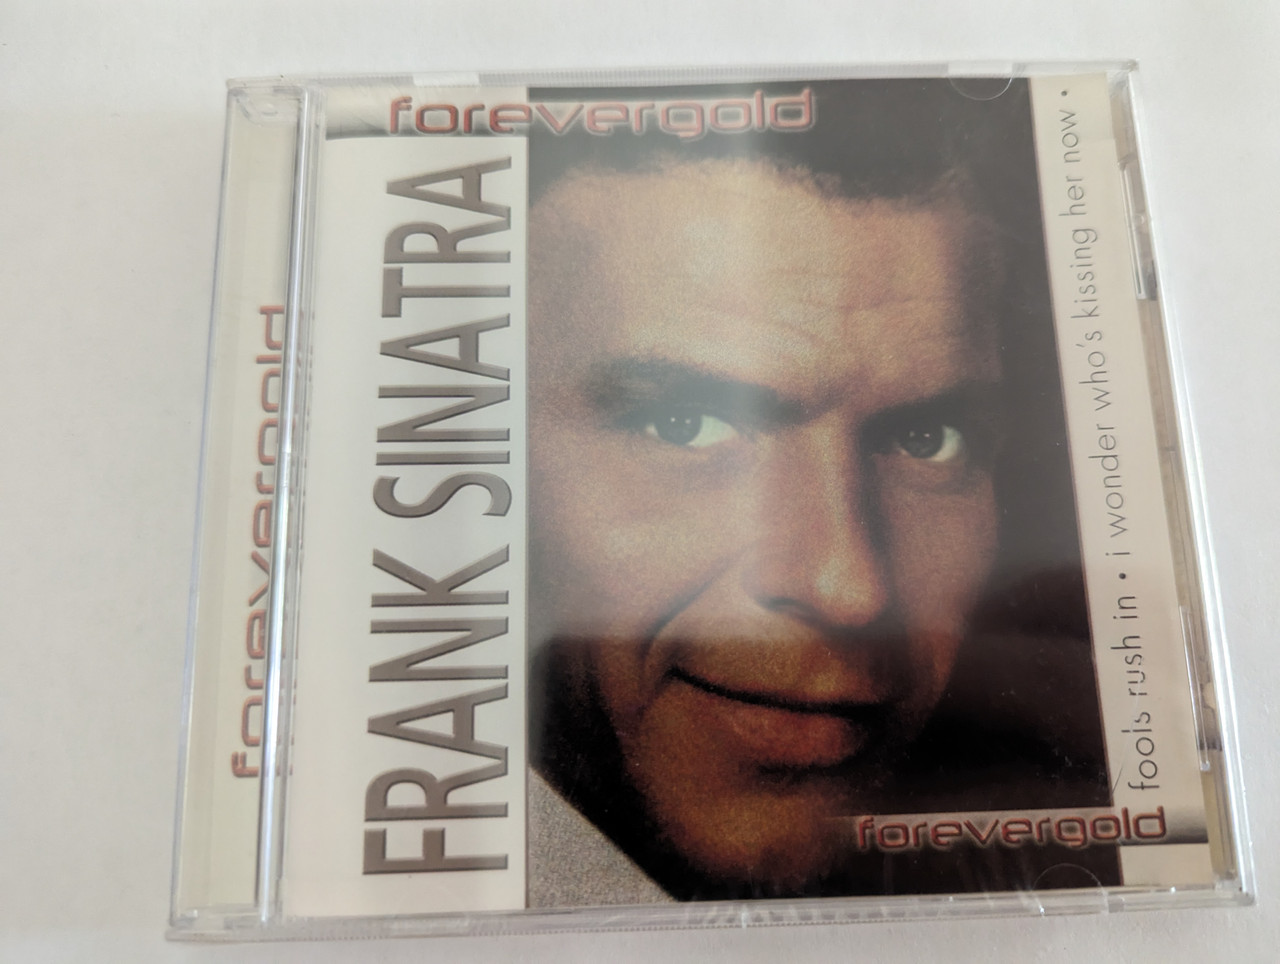 forevergold
forevergold
FRANK SINATRA
fools rush in • i wonder who's kissing her now •
forevergold